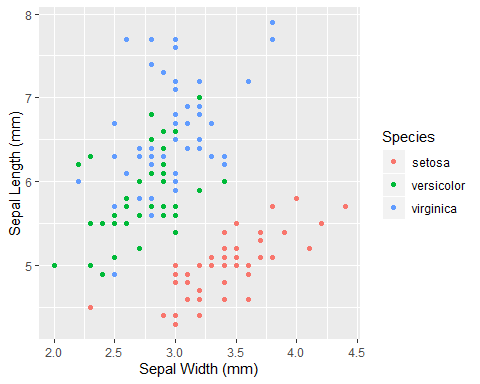 8
7
6
5
Sepal Length (mm)
2.0 2.5 3.0 3.5 4.0 4.5
Sepal Width (mm)
Species
setosa
versicolor
virginica